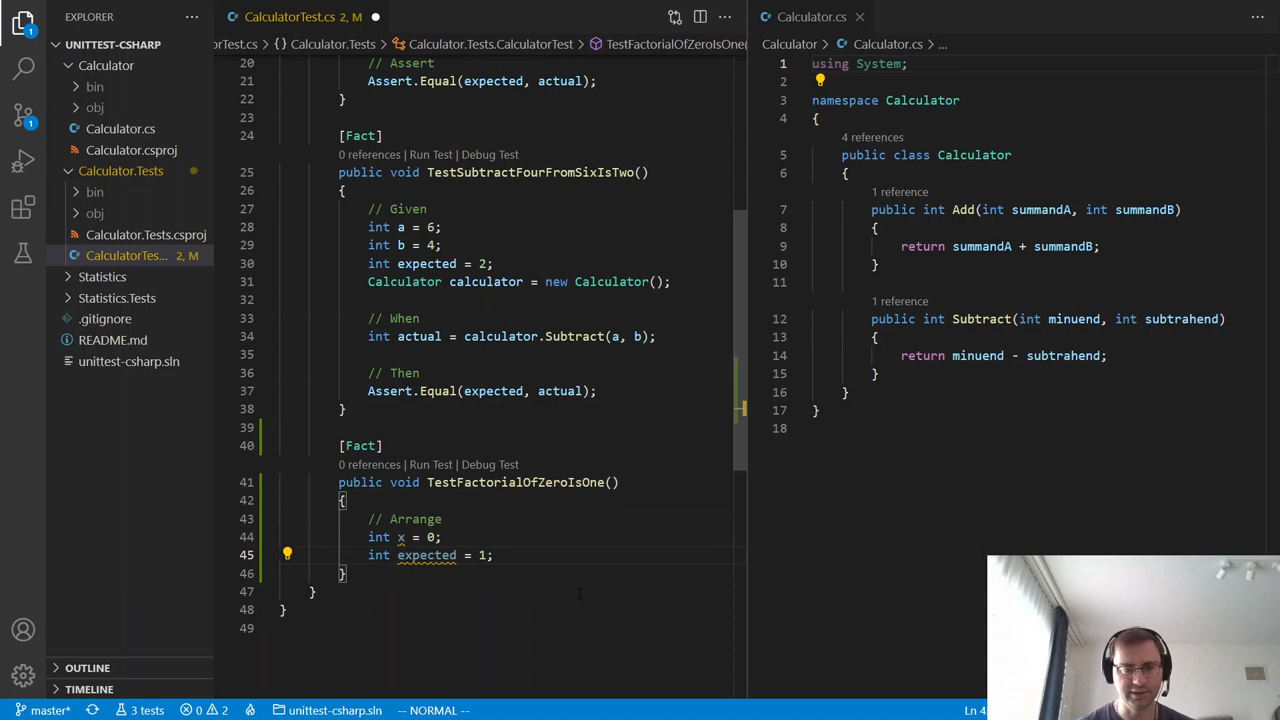 EXPLORER
UNITTEST-CSHARP
Calculator
bin
obj
Calculator.cs
Calculator.csproj
Calculator.Tests
bin
obj
Calculator.Tests.csproj
CalculatorTes... 2, M
Statistics
Statistics.Tests
.gitignore
README.md
unittest-csharp.sln
OUTLINE
TIMELINE
1
1
CalculatorTest.cs 2, M
orTest.cs > {} Calculator.Tests > Calculator.Tests.CalculatorTest > TestFactorialOfZeroIsOne(
20 // Assert
21 Assert.Equal(expected, actual);
22 }
23
24 [Fact]
0 references | Run Test | Debug Test
25 public void TestSubtractFourFromSixIsTwo()
26 {
27 // Given
28 int a = 6;
29 int b = 4;
30 int expected = 2;
31 Calculator calculator = new Calculator();
32
33 // When
34 int actual = calculator.Subtract(a, b);
35
36 // Then
37 Assert.Equal(expected, actual);
38 }
39
40 [Fact]
0 references | Run Test | Debug Test
41 public void TestFactorialOfZeroIsOne()
42 {
43 // Arrange
44 int x = 0;
45 int expected = 1;
46 }
47 }
48 }
49
Calculator.cs
Calculator > Calculator.cs > ...
1 using System;
2
3 namespace Calculator
4 {
4 references
5 public class Calculator
6 {
1 reference
7 public int Add(int summandA, int summandB)
8 {
9 return summandA + summandB;
10 }
11
1 reference
12 public int Subtract(int minuend, int subtrahend)
13 {
14 return minuend - subtrahend;
15 }
16 }
17 }
18
master* 3 tests 0 2 unittest-csharp.sln -- NORMAL -- Ln 4